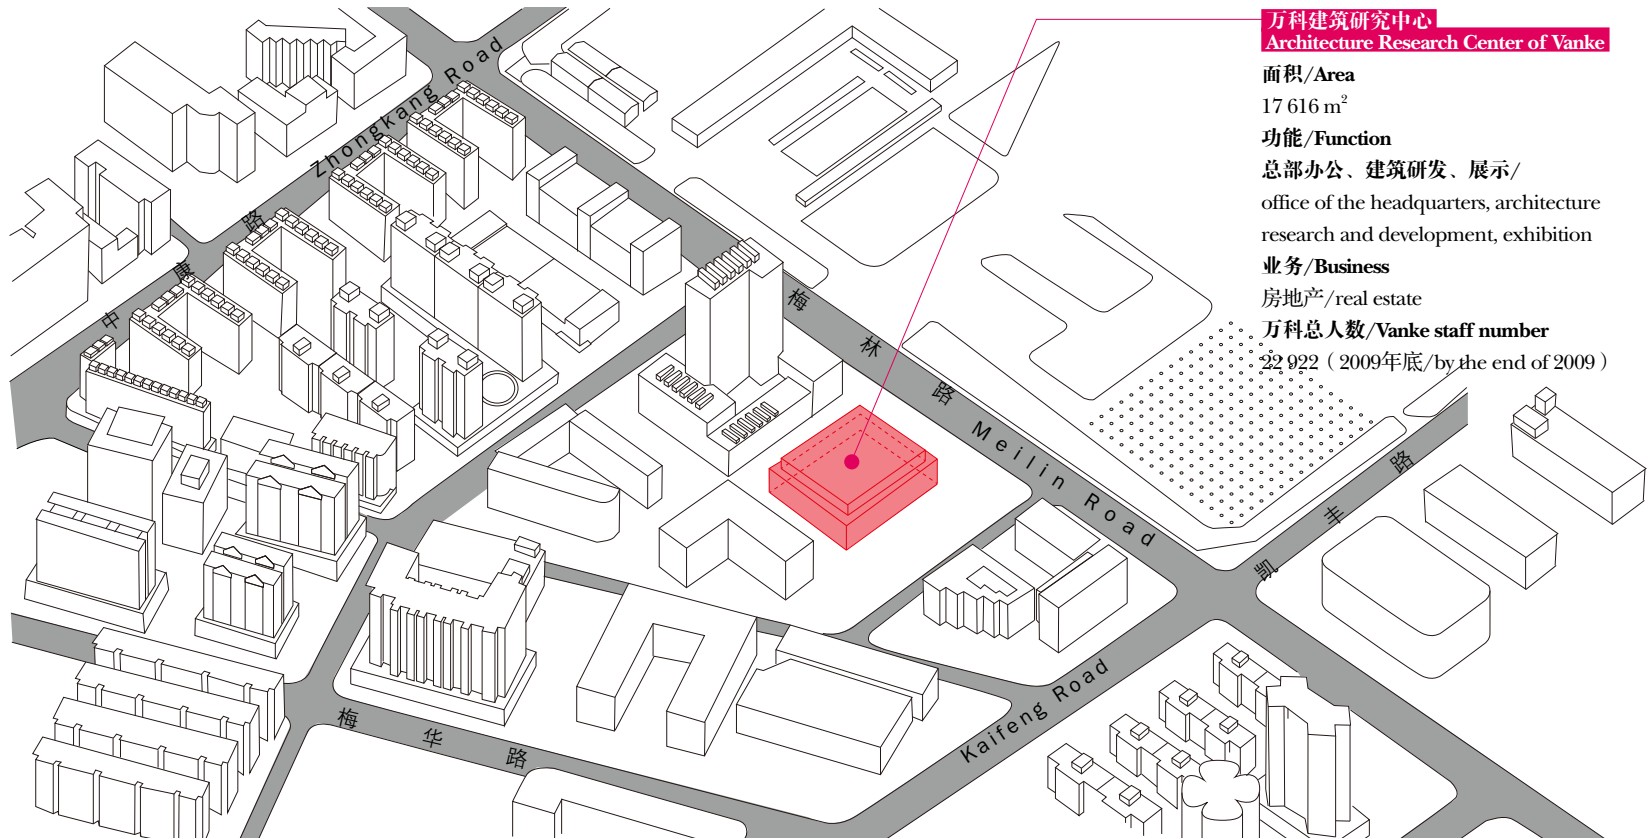 万科建筑研究中心
Architecture Research Center of Vanke
面积/Area
17 616 m²
功能/Function
总部办公、建筑研发、展示/
office of the headquarters, architecture
research and development, exhibition
业务/Business
房地产/real estate
万科总人数/Vanke staff number
22 922（2009年底/by the end of 2009）
Zhongkang Road
中康路
梅林路
Meilin Road
凯丰路
Kaifeng Road
梅华路